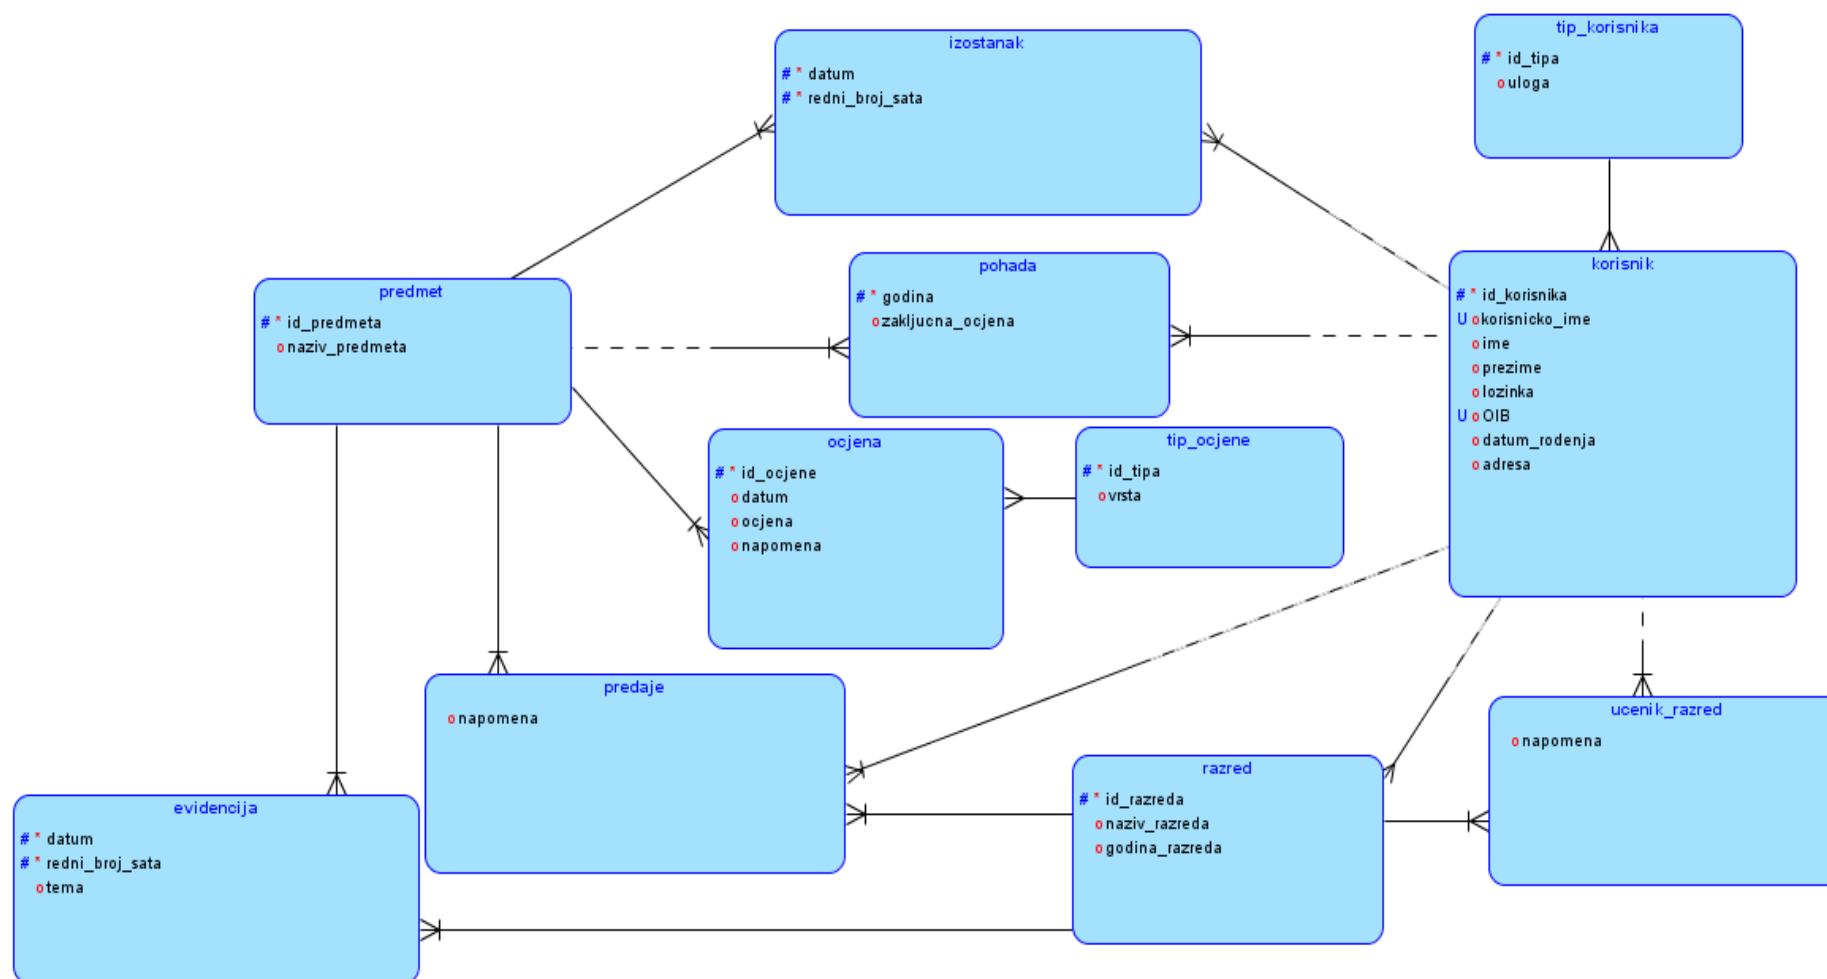 izostanak
# * datum
# * redni_broj_sata
tip_korisnika
# * id_tipa
o uloga
predmet
# * id_predmeta
o naziv_predmeta
pohada
# * godina
o zakljucna_ocjena
korisnik
# * id_korisnika
U o korisnicko_ime
o ime
o prezime
o lozinka
U o OIB
o datum_rodenja
o adresa
ocjena
# * id_ocjene
o datum
o ocjena
o napomena
tip_ocjene
# * id_tipa
o vrsta
predaje
o napomena
ucenik_razred
o napomena
razred
# * id_razreda
o naziv_razreda
o godina_razreda
evidencija
# * datum
# * redni_broj_sata
o tema